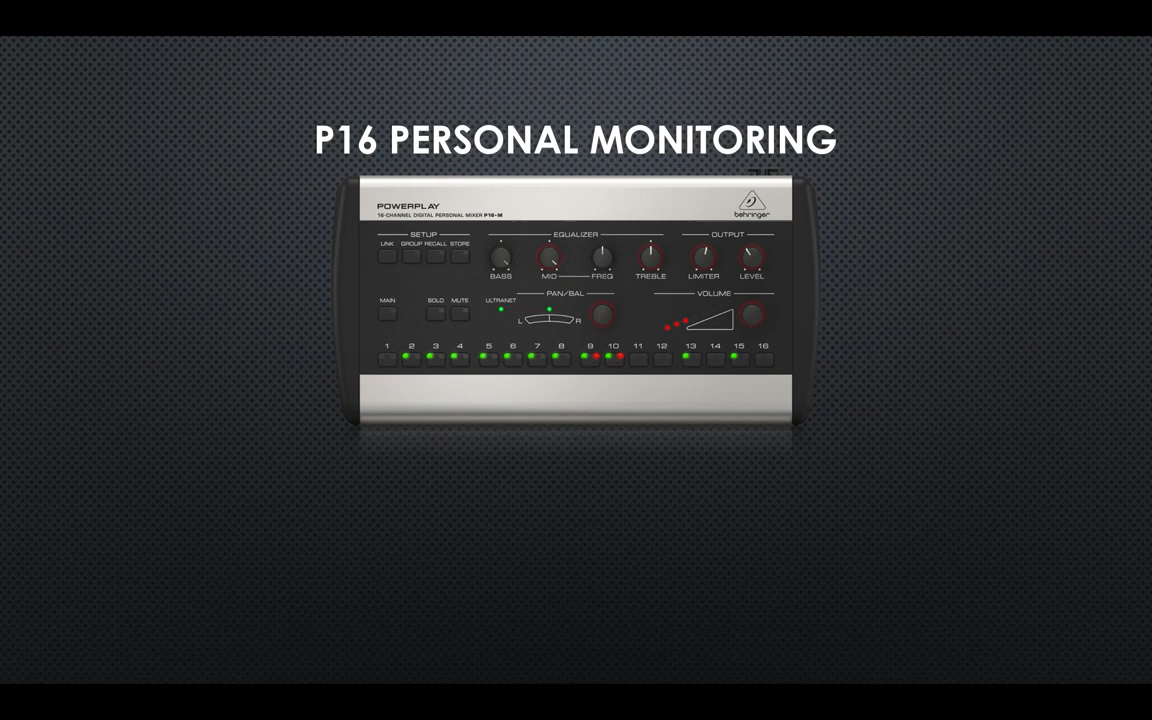 P16 PERSONAL MONITORING
POWERPLAY
16-CHANNEL DIGITAL PERSONAL MIXER P16-M
behringer
SETUP
EQUALIZER
OUTPUT
LINK GROUP RECALL STORE
BASS MID FREQ TREBLE LIMITER LEVEL
PAN/BAL
VOLUME
MAIN SOLO MUTE ULTRANET
L R
1 2 3 4 5 6 7 8 9 10 11 12 13 14 15 16